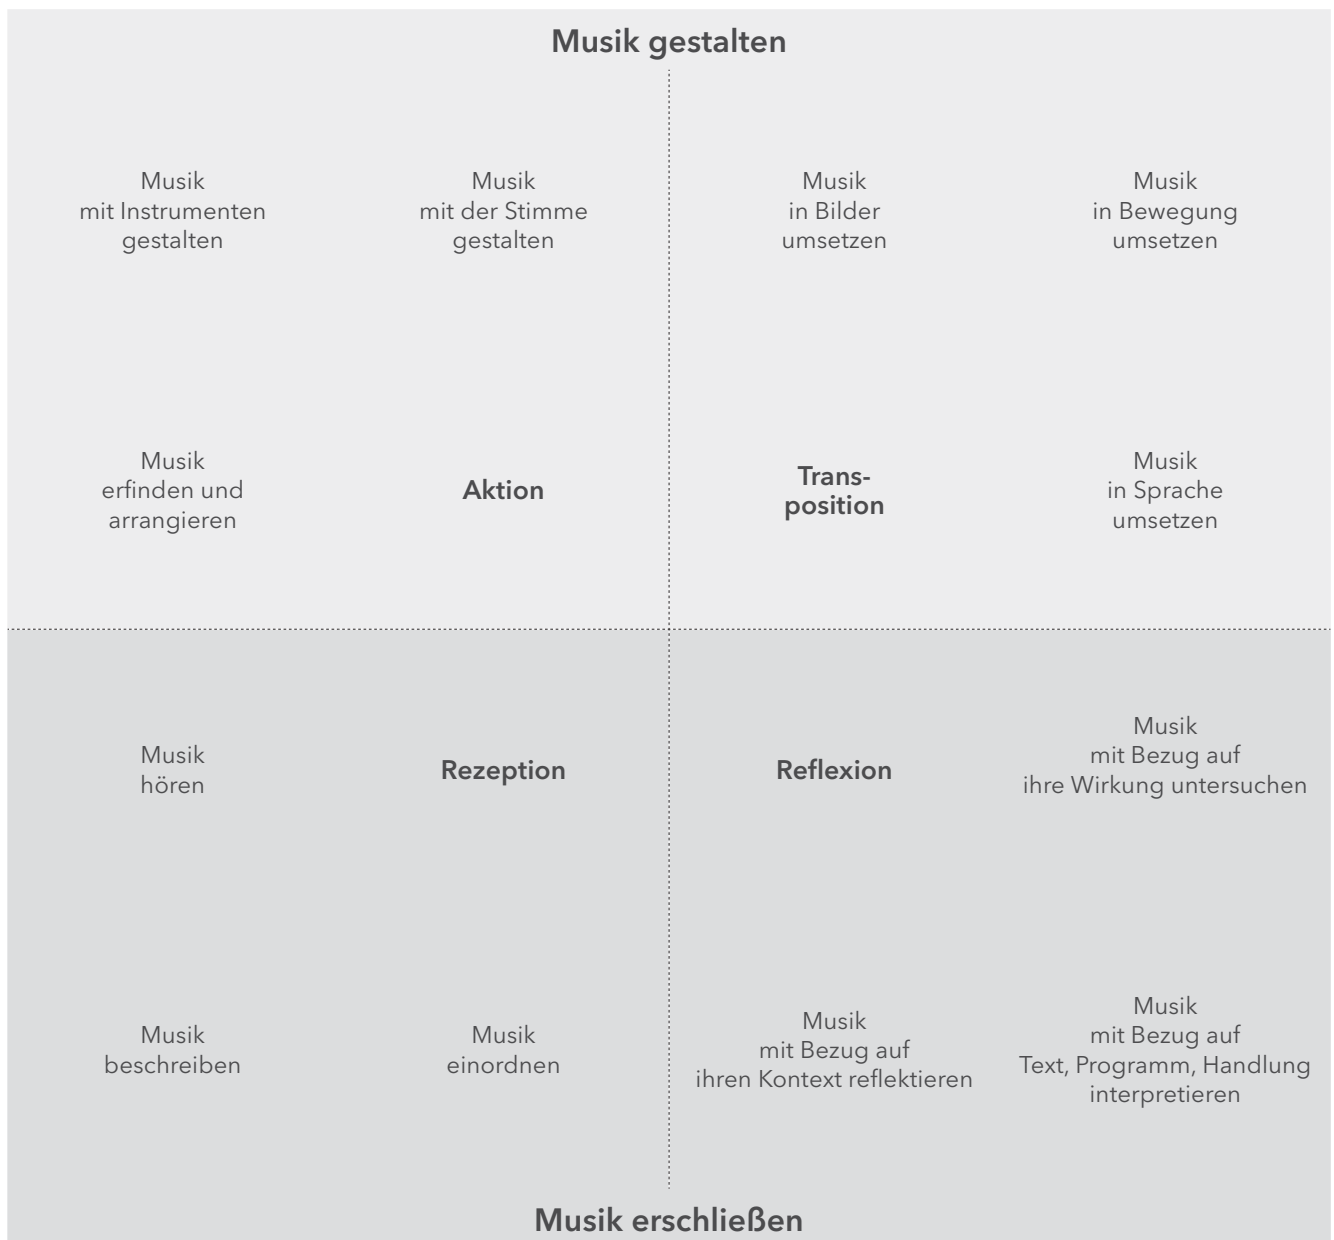 Musik gestalten
Musik
mit Instrumenten
gestalten
Musik
mit der Stimme
gestalten
Musik
in Bilder
umsetzen
Musik
in Bewegung
umsetzen
Musik
erfinden und
arrangieren
Aktion
Trans-
position
Musik
in Sprache
umsetzen
Musik
hören
Rezeption
Reflexion
Musik
mit Bezug auf
ihre Wirkung untersuchen
Musik
beschreiben
Musik
einordnen
Musik
mit Bezug auf
ihren Kontext reflektieren
Musik
mit Bezug auf
Text, Programm, Handlung
interpretieren
Musik erschließen